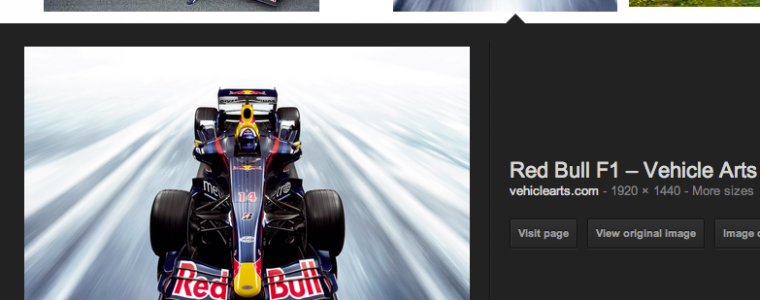 Red Bull
14
Red Bull F1 – Vehicle Arts
vehiclearts.com - 1920 × 1440 - More sizes
Visit page
View original image
Image